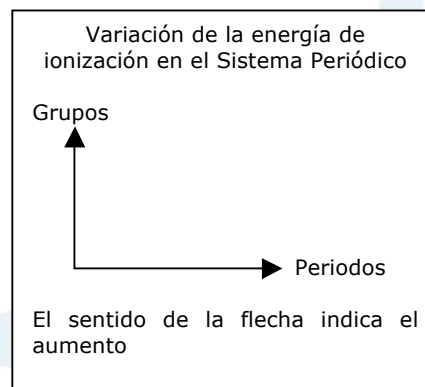 Variación de la energía de
ionización en el Sistema Periódico
Grupos
Periodos
El sentido de la flecha indica el
aumento